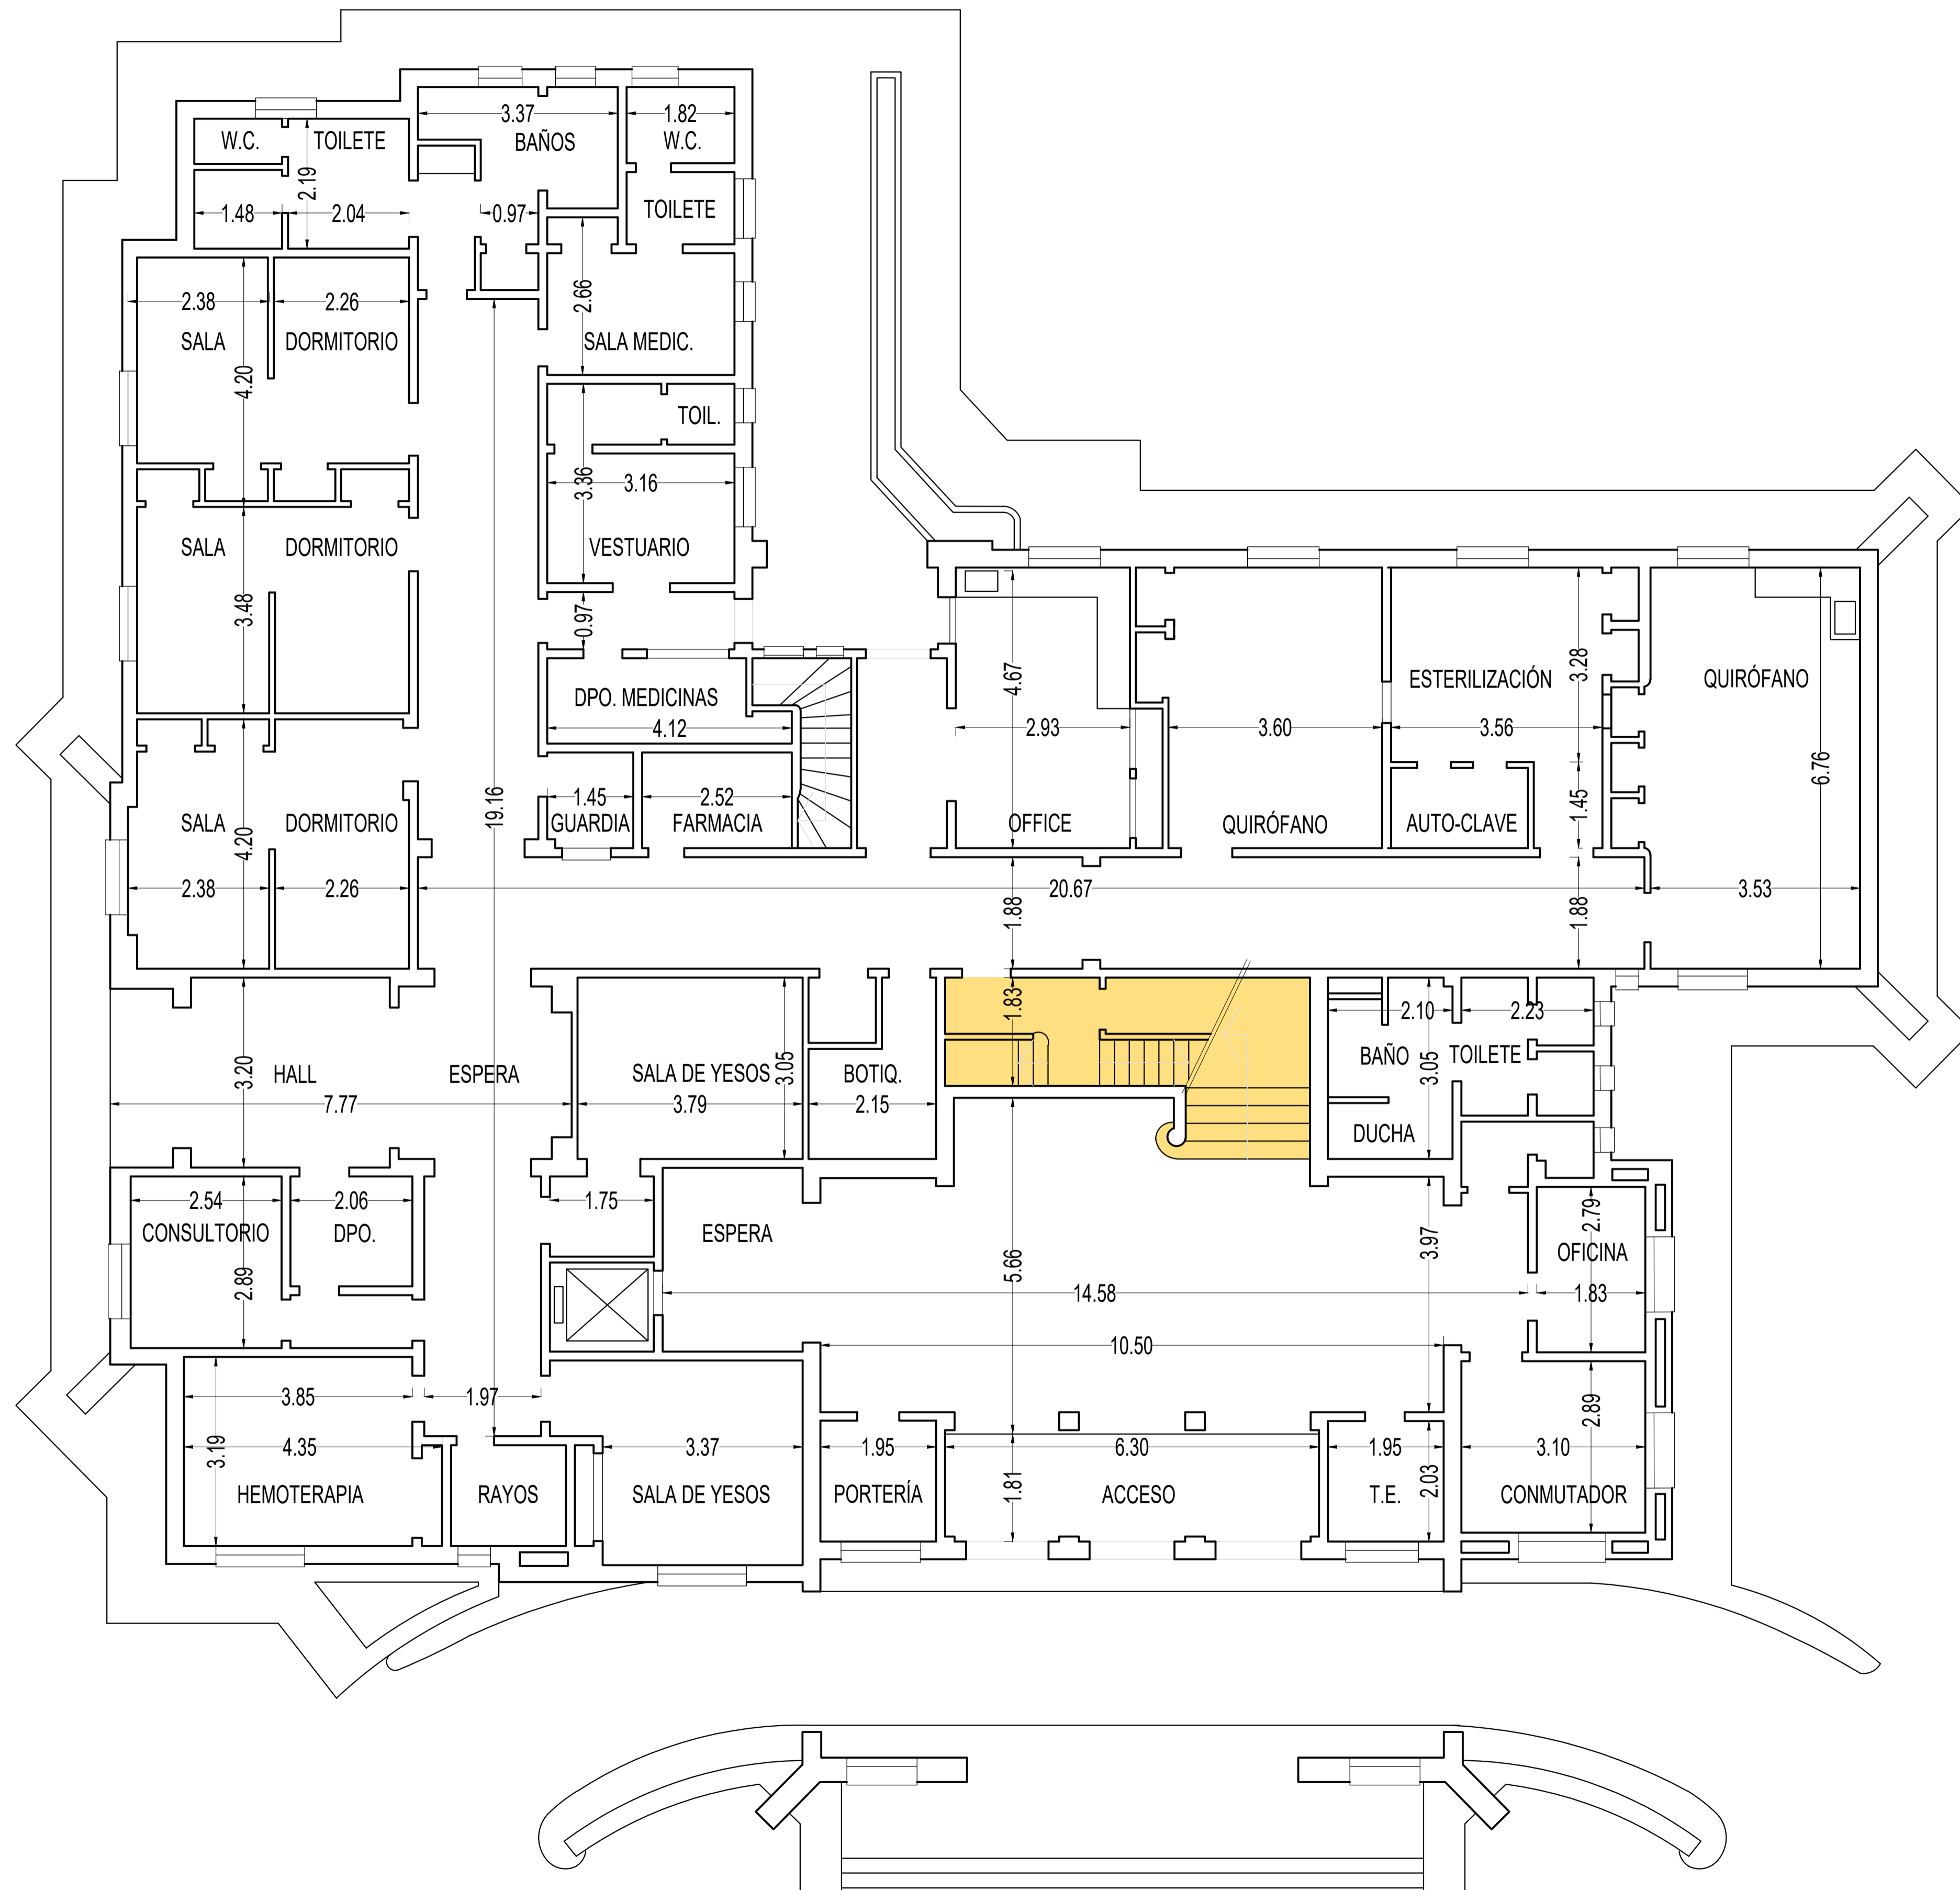 3.37
1.82
W.C.
TOILETE
BAÑOS
W.C.
2.19
1.48
2.04
0.97
TOILETE
2.38
2.26
2.66
SALA
DORMITORIO
SALA MEDIC.
4.20
TOIL.
3.36
3.16
SALA
DORMITORIO
VESTUARIO
3.48
0.97
4.67
3.28
DPO. MEDICINAS
ESTERILIZACIÓN
QUIRÓFANO
4.12
2.93
3.60
3.56
6.76
19.16
1.45
2.52
1.45
SALA
DORMITORIO
GUARDIA
FARMACIA
OFFICE
QUIRÓFANO
AUTO-CLAVE
4.20
2.38
2.26
20.67
3.53
1.88
1.88
1.83
2.10
2.23
BAÑO
TOILETE
3.20
HALL
ESPERA
SALA DE YESOS
3.05
BOTIQ.
3.05
7.77
3.79
2.15
DUCHA
2.54
2.06
1.75
2.79
CONSULTORIO
DPO.
ESPERA
3.97
OFICINA
2.89
5.66
14.58
1.83
10.50
3.85
1.97
2.89
3.19
4.35
3.37
1.95
6.30
1.95
3.10
2.03
1.81
HEMOTERAPIA
RAYOS
SALA DE YESOS
PORTERÍA
ACCESO
T.E.
CONMUTADOR